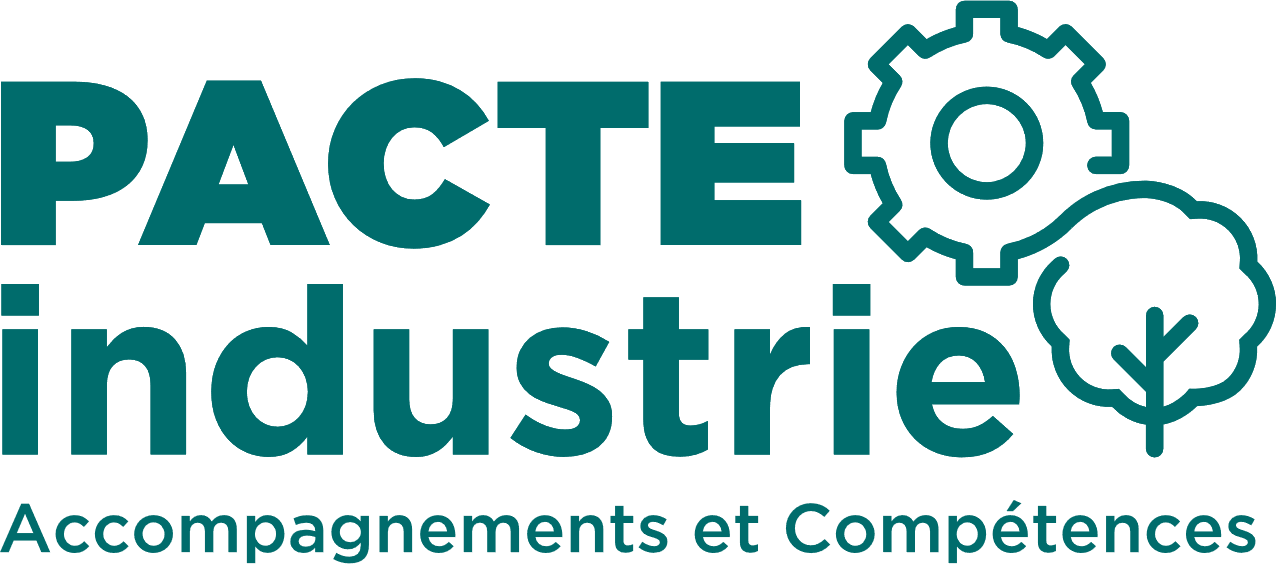 PACTE
industrie
Accompagnements et Compétences